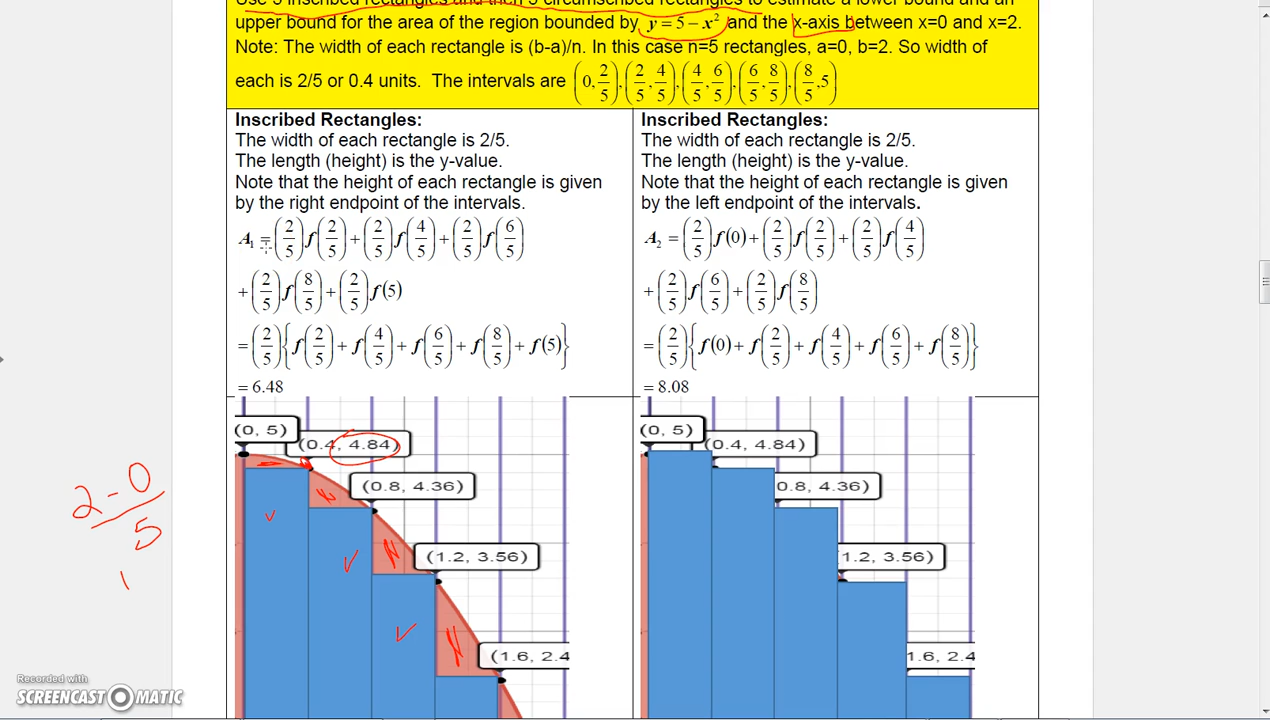 Use 5 inscribed rectangles and then 5 circumscribed rectangles to estimate a lower bound and an
upper bound for the area of the region bounded by y = 5 − x² and the x-axis between x=0 and x=2.
Note: The width of each rectangle is (b-a)/n. In this case n=5 rectangles, a=0, b=2. So width of
each is 2/5 or 0.4 units. The intervals are (0, 2/5), (2/5, 4/5), (4/5, 6/5), (6/5, 8/5), (8/5, 5)
Inscribed Rectangles:
The width of each rectangle is 2/5.
The length (height) is the y-value.
Note that the height of each rectangle is given
by the right endpoint of the intervals.
A₁ = (2/5) f(2/5) + (2/5) f(4/5) + (2/5) f(6/5)
+ (2/5) f(8/5) + (2/5) f(5)
= (2/5) { f(2/5) + f(4/5) + f(6/5) + f(8/5) + f(5) }
= 6.48
Inscribed Rectangles:
The width of each rectangle is 2/5.
The length (height) is the y-value.
Note that the height of each rectangle is given
by the left endpoint of the intervals.
A₂ = (2/5) f(0) + (2/5) f(2/5) + (2/5) f(4/5)
+ (2/5) f(6/5) + (2/5) f(8/5)
= (2/5) { f(0) + f(2/5) + f(4/5) + f(6/5) + f(8/5) }
= 8.08
(0, 5)
(0.4, 4.84)
(0.8, 4.36)
(1.2, 3.56)
(1.6, 2.4
(0, 5)
(0.4, 4.84)
0.8, 4.36)
1.2, 3.56)
1.6, 2.4
2 - 0
5
Recorded with
SCREENCAST MATIC